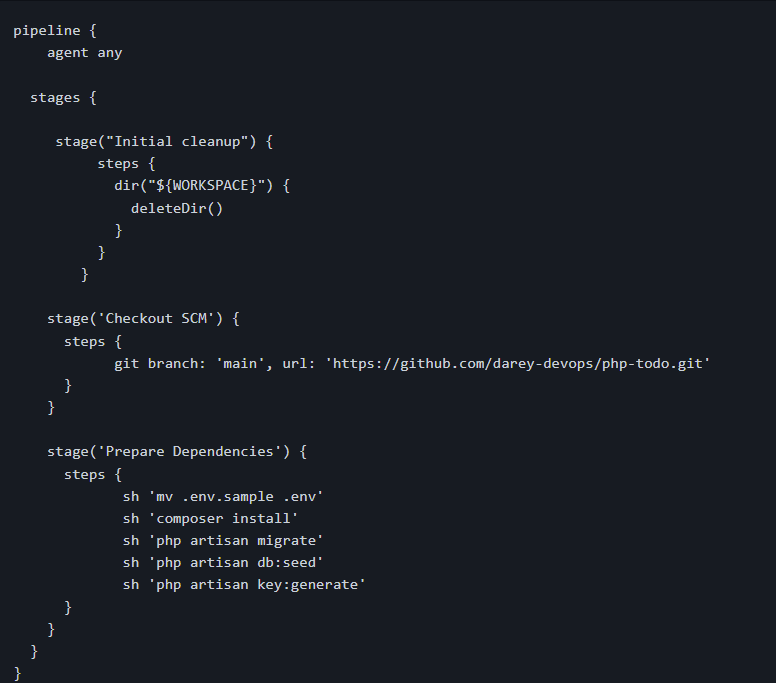 pipeline {
    agent any

  stages {

     stage("Initial cleanup") {
          steps {
            dir("${WORKSPACE}") {
              deleteDir()
            }
          }
        }

    stage('Checkout SCM') {
      steps {
            git branch: 'main', url: 'https://github.com/darey-devops/php-todo.git'
      }
    }

    stage('Prepare Dependencies') {
      steps {
             sh 'mv .env.sample .env'
             sh 'composer install'
             sh 'php artisan migrate'
             sh 'php artisan db:seed'
             sh 'php artisan key:generate'
      }
    }
  }
}